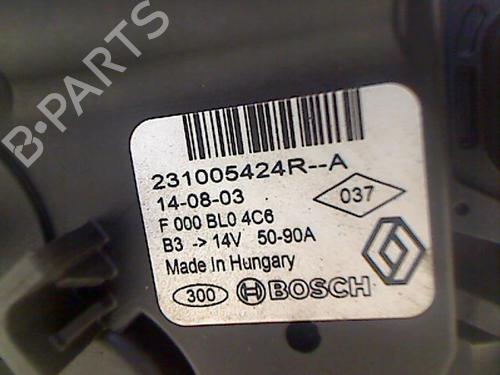 B-PARTS
231005424R--A
14-08-03
037
F 000 BL0 4C6
B3 -> 14V 50-90A
Made In Hungary
300 BOSCH